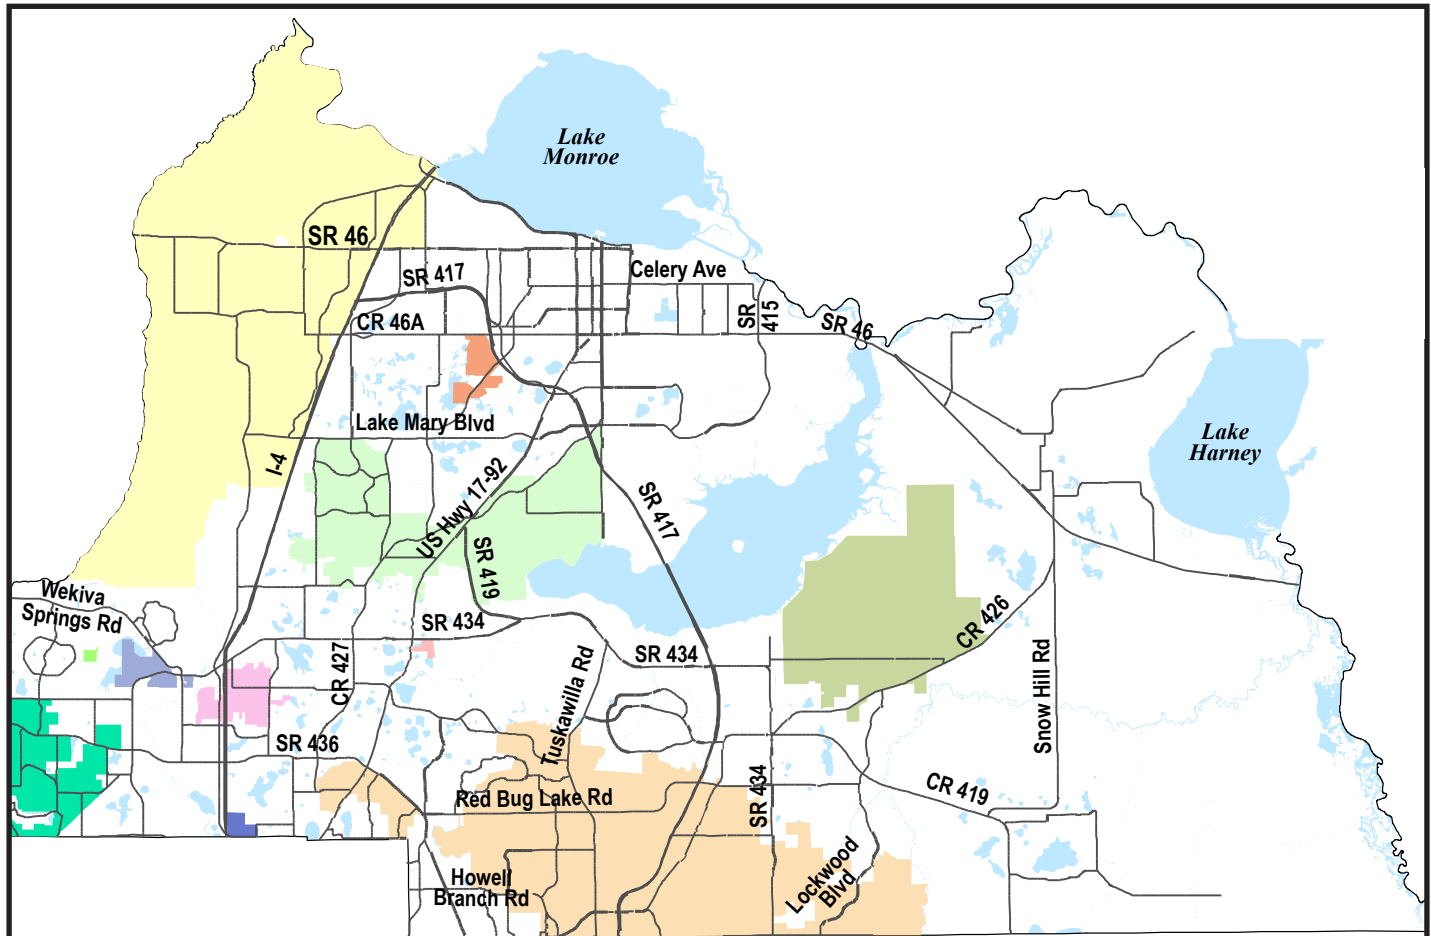 Lake
Monroe
SR 46
SR 417
Celery Ave
SR
415
CR 46A
SR 46
Lake Mary Blvd
Lake
Harney
I-4
US Hwy 17-92
SR 417
SR 419
Wekiva
Springs Rd
SR 434
CR 426
CR 427
Tuskawilla Rd
SR 434
Snow Hill Rd
SR 436
Red Bug Lake Rd
SR 434
CR 419
Lockwood
Blvd
Howell
Branch Rd